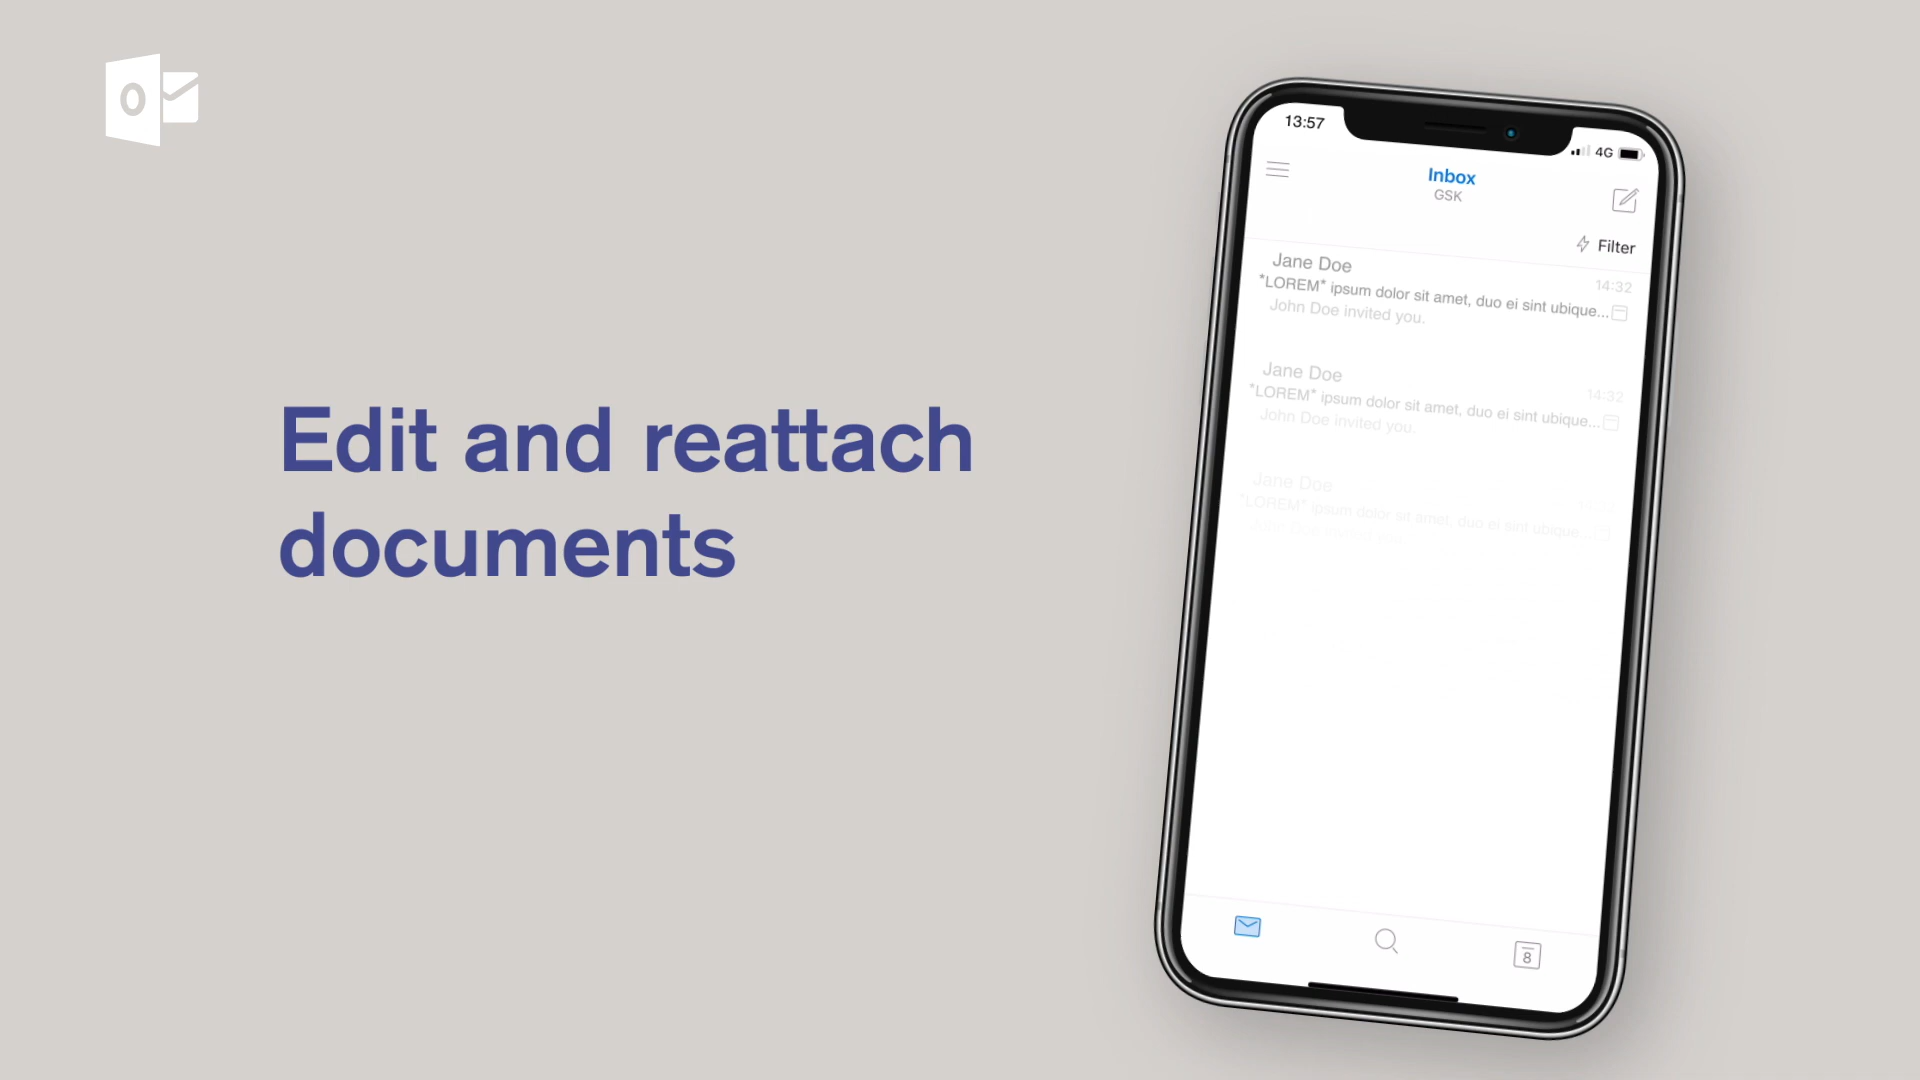 Edit and reattach
documents
13:57
4G
Inbox
GSK
Filter
Jane Doe
14:32
*LOREM* ipsum dolor sit amet, duo ei sint ubique...
John Doe invited you.
Jane Doe
14:32
*LOREM* ipsum dolor sit amet, duo ei sint ubique...
John Doe invited you.
Jane Doe
*LOREM* ipsum dolor sit amet, duo ei sint ubique...
8